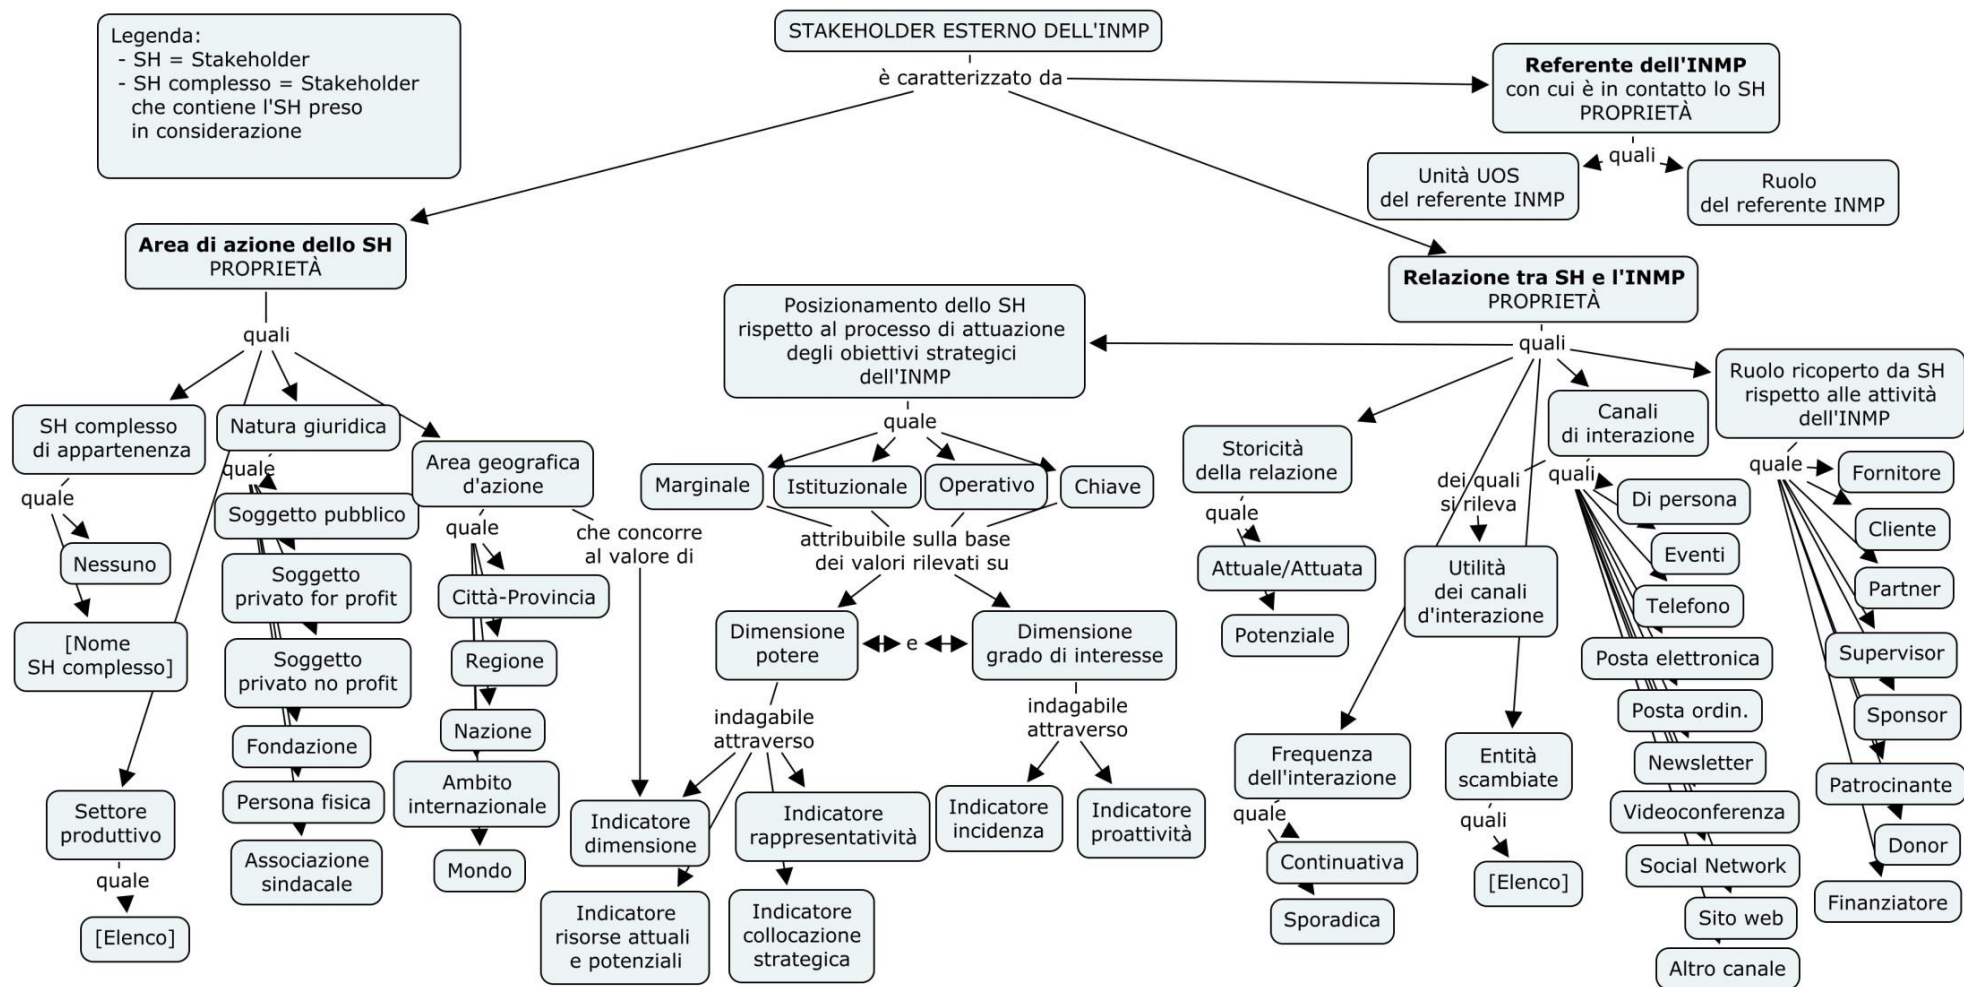 Legenda:
- SH = Stakeholder
- SH complesso = Stakeholder
che contiene l'SH preso
in considerazione
STAKEHOLDER ESTERNO DELL'INMP
è caratterizzato da
Referente dell'INMP
con cui è in contatto lo SH
PROPRIETÀ
quali
Unità UOS
del referente INMP
Ruolo
del referente INMP
Area di azione dello SH
PROPRIETÀ
quali
SH complesso
di appartenenza
quale
Nessuno
[Nome
SH complesso]
Settore
produttivo
quale
[Elenco]
Natura giuridica
quale
Soggetto pubblico
Soggetto
privato for profit
Soggetto
privato no profit
Fondazione
Persona fisica
Associazione
sindacale
Area geografica
d'azione
quale
Città-Provincia
Regione
Nazione
Ambito
internazionale
Mondo
che concorre
al valore di
Relazione tra SH e l'INMP
PROPRIETÀ
quali
Posizionamento dello SH
rispetto al processo di attuazione
degli obiettivi strategici
dell'INMP
quale
Marginale
Istituzionale
Operativo
Chiave
attribuibile sulla base
dei valori rilevati su
Dimensione
potere
e
Dimensione
grado di interesse
indagabile
attraverso
Indicatore
dimensione
Indicatore
rappresentatività
Indicatore
risorse attuali
e potenziali
Indicatore
collocazione
strategica
indagabile
attraverso
Indicatore
incidenza
Indicatore
proattività
Storicità
della relazione
quale
Attuale/Attuata
Potenziale
Frequenza
dell'interazione
quale
Continuativa
Sporadica
Entità
scambiate
quali
[Elenco]
Canali
di interazione
dei quali
si rileva
Utilità
dei canali
d'interazione
quali
Di persona
Eventi
Telefono
Posta elettronica
Posta ordin.
Newsletter
Videoconferenza
Social Network
Sito web
Altro canale
Ruolo ricoperto da SH
rispetto alle attività
dell'INMP
quale
Fornitore
Cliente
Partner
Supervisor
Sponsor
Patrocinante
Donor
Finanziatore